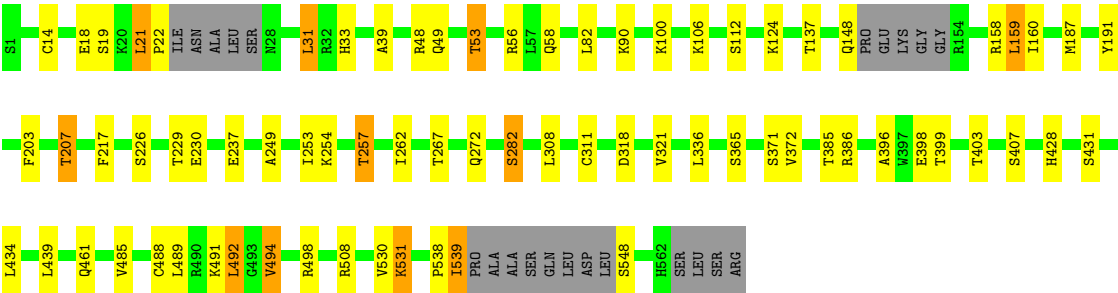 S1 C14 E18 S19 K20 L21 P22 ILE ASN ALA LEU SER N28 L31 R32 H33 A39 R48 Q49 T53 R56 L57 Q58 L82 K90 K100 K106 S112 K124 T137 Q148 PRO GLU LYS GLY GLY R154 R158 L159 I160 M187 Y191
F203 T207 F217 S226 T229 E230 E237 A249 I253 K254 T257 I262 T267 Q272 S282 L308 C311 D318 V321 L336 S365 S371 V372 T385 R386 A396 W397 E398 T399 T403 S407 H428 S431
L434 L439 Q461 V485 C488 L489 R490 K491 L492 G493 V494 R498 R508 V530 K531 P538 I539 PRO ALA ALA SER GLN LEU ASP LEU S548 H562 SER LEU SER ARG